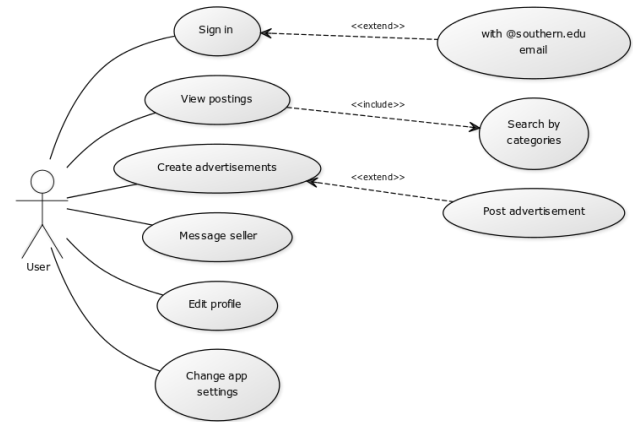 Sign in
<<extend>>
with @southern.edu
email
View postings
<<include>>
Search by
categories
Create advertisements
<<extend>>
Post advertisement
Message seller
User
Edit profile
Change app
settings